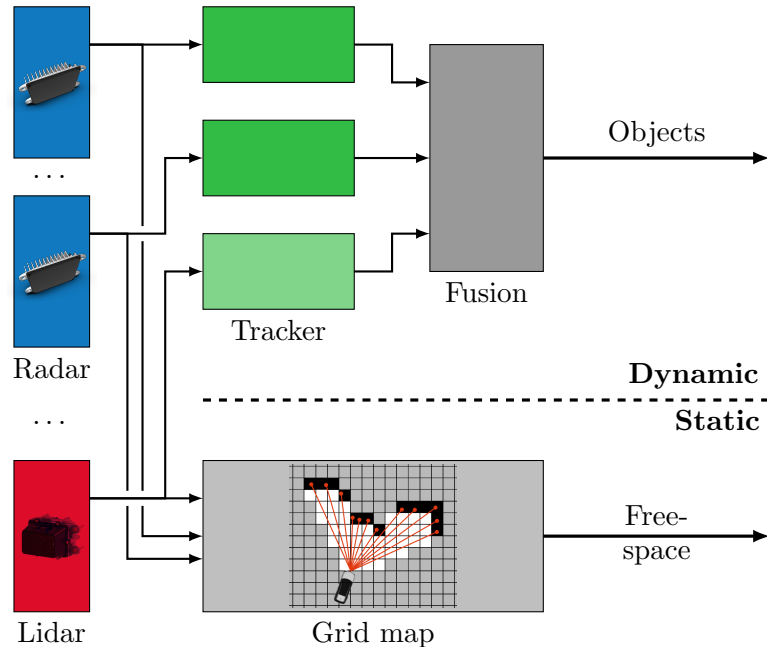 Objects
...
Fusion
Tracker
Radar
Dynamic
...
Static
Free-
space
Lidar
Grid map